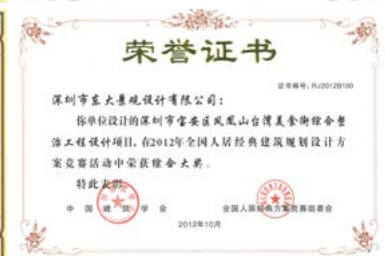 荣誉证书
证书编号：RJ2012B100
深圳市东大景观设计有限公司：
你单位设计的深圳市宝安区凤凰山台湾美食街综合整
治工程设计项目，在2012年全国人居经典建筑规划设计方
案竞赛活动中荣获综合大奖。
特此表彰
中国建筑学会 全国人居经典方案竞赛组委会
2012年10月